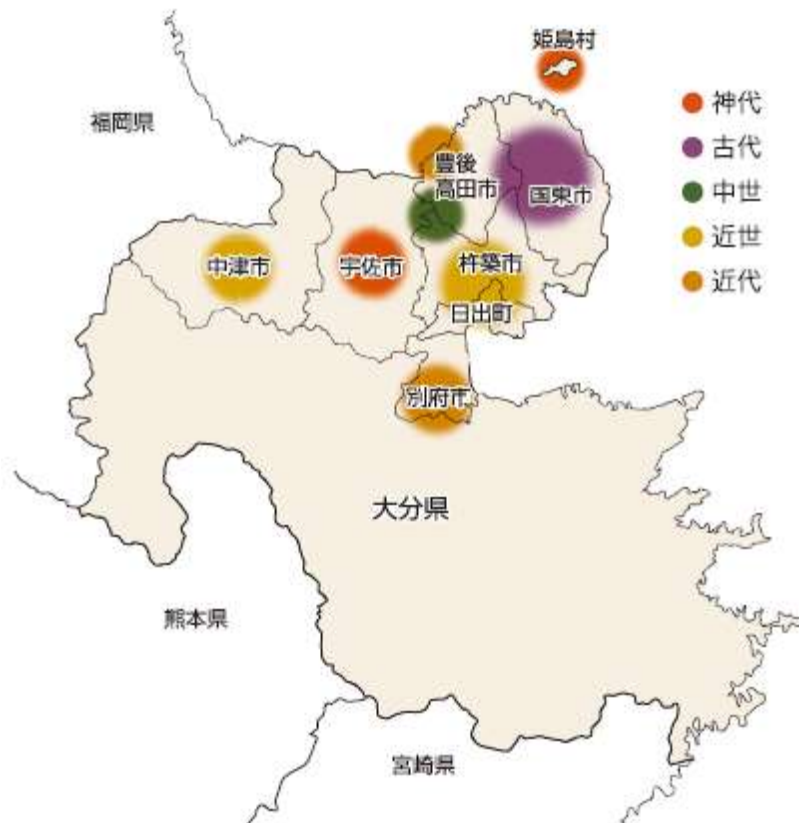 姫島村
福岡県
神代
古代
中世
近世
近代
豊後
高田市
国東市
中津市
宇佐市
杵築市
日出町
別府市
大分県
熊本県
宮崎県